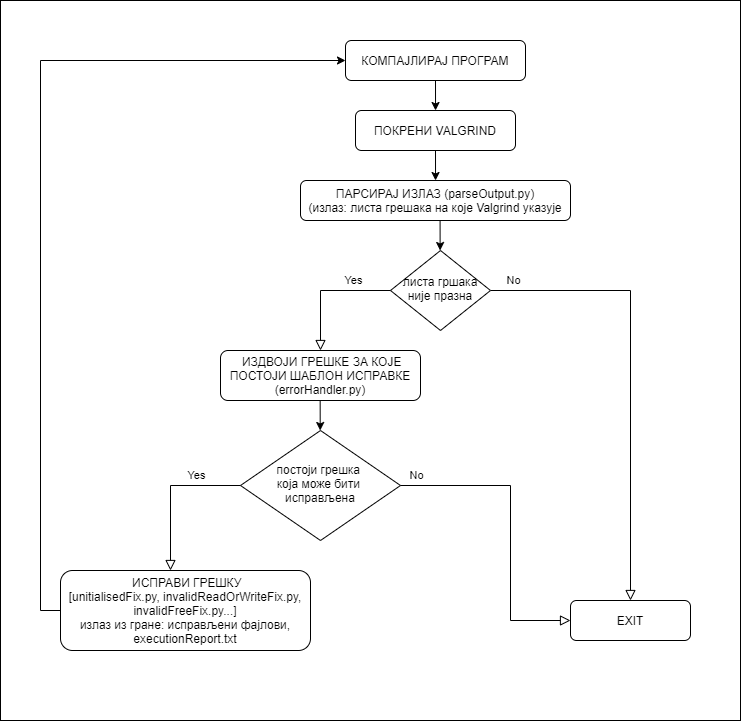 КОМПАЈЛИРАЈ ПРОГРАМ
ПОКРЕНИ VALGRIND
ПАРСИРАЈ ИЗЛАЗ (parseOutput.py)
(излаз: листа грешака на које Valgrind указује
Yes
листа гршака
није празна
No
ИЗДВОЈИ ГРЕШКЕ ЗА КОЈЕ
ПОСТОЈИ ШАБЛОН ИСПРАВКЕ
(errorHandler.py)
Yes
постоји грешка
која може бити
исправљена
No
ИСПРАВИ ГРЕШКУ
[unitialisedFix.py, invalidReadOrWriteFix.py,
invalidFreeFix.py...]
излаз из гране: исправљени фајлови,
executionReport.txt
EXIT